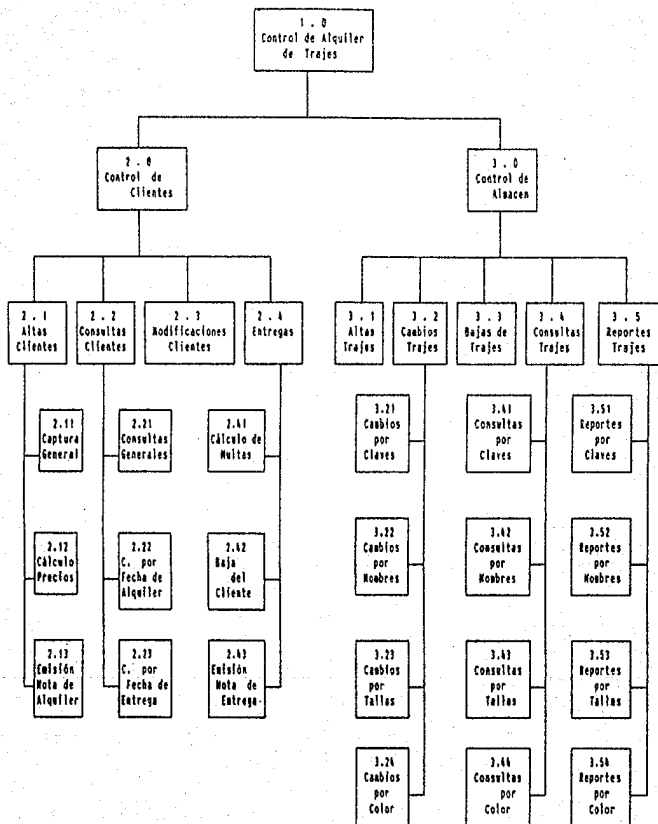 1.0
Control de Alquiler
de Trajes
2.0
Control de
Clientes
3.0
Control de
Almacen
2.1
Altas
Clientes
2.2
Consultas
Clientes
2.3
Modificaciones
Clientes
2.4
Entregas
3.1
Altas
Trajes
3.2
Cambios
Trajes
3.3
Bajas de
Trajes
3.4
Consultas
Trajes
3.5
Reportes
Trajes
2.11
Captura
General
2.21
Consultas
Generales
2.41
Cálculo de
Multas
3.21
Cambios
por
Claves
3.41
Consultas
por
Claves
3.51
Reportes
por
Claves
2.12
Cálculo
Precios
2.22
C. por
Fecha de
Alquiler
2.42
Baja
del
Cliente
3.22
Cambios
por
Nombres
3.42
Consultas
por
Nombres
3.52
Reportes
por
Nombres
2.13
Emisión
Nota de
Alquiler
2.23
C. por
Fecha de
Entrega
2.43
Emisión
Nota de
Entrega
3.23
Cambios
por
Tallas
3.43
Consultas
por
Tallas
3.53
Reportes
por
Tallas
3.24
Cambios
por
Color
3.44
Consultas
por
Color
3.54
Reportes
por
Color